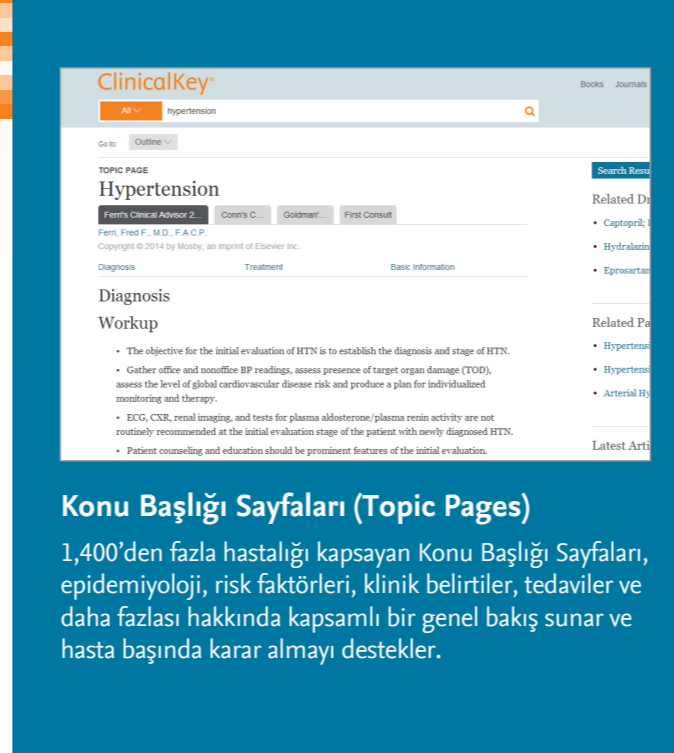 ClinicalKey®
Books Journals
All hypertension
Go to: Outline
TOPIC PAGE
Hypertension
Ferri's Clinical Advisor 2... Conn's C... Goldman'... First Consult
Ferri, Fred F., M.D., F.A.C.P.
Copyright © 2014 by Mosby, an imprint of Elsevier Inc.
Diagnosis Treatment Basic Information
Diagnosis
Workup
• The objective for the initial evaluation of HTN is to establish the diagnosis and stage of HTN.
• Gather office and nonoffice BP readings, assess presence of target organ damage (TOD),
assess the level of global cardiovascular disease risk and produce a plan for individualized
monitoring and therapy.
• ECG, CXR, renal imaging, and tests for plasma aldosterone/plasma renin activity are not
routinely recommended at the initial evaluation stage of the patient with newly diagnosed HTN.
• Patient counseling and education should be prominent features of the initial evaluation.
Search Resu
Related Dr
• Captopril;
• Hydralazin
• Eprosartan
Related Pa
• Hypertensi
• Hypertensi
• Arterial Hy
Latest Arti
Konu Başlığı Sayfaları (Topic Pages)
1,400’den fazla hastalığı kapsayan Konu Başlığı Sayfaları,
epidemiyoloji, risk faktörleri, klinik belirtiler, tedaviler ve
daha fazlası hakkında kapsamlı bir genel bakış sunar ve
hasta başında karar almayı destekler.